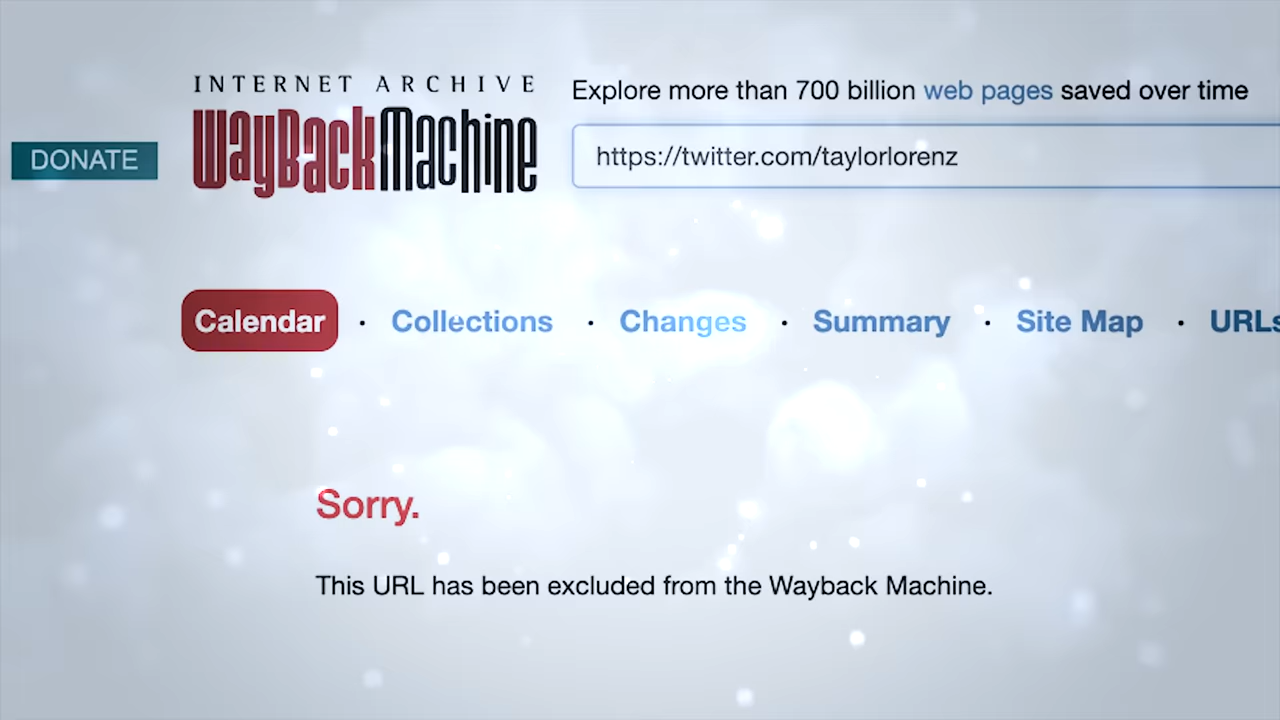 INTERNET ARCHIVE
WayBackMachine
DONATE
Explore more than 700 billion web pages saved over time
https://twitter.com/taylorlorenz
Calendar · Collections · Changes · Summary · Site Map · URLs
Sorry.
This URL has been excluded from the Wayback Machine.